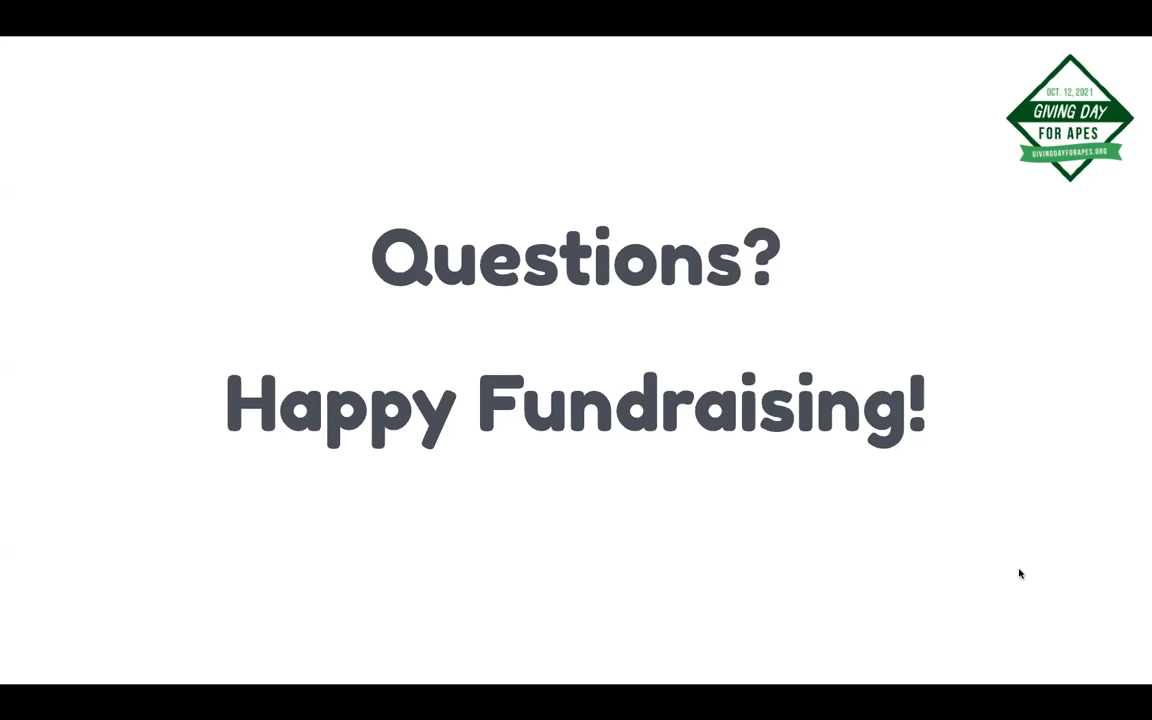 OCT. 12, 2021
GIVING DAY
FOR APES
GIVINGDAYFORAPES.ORG
Questions?
Happy Fundraising!